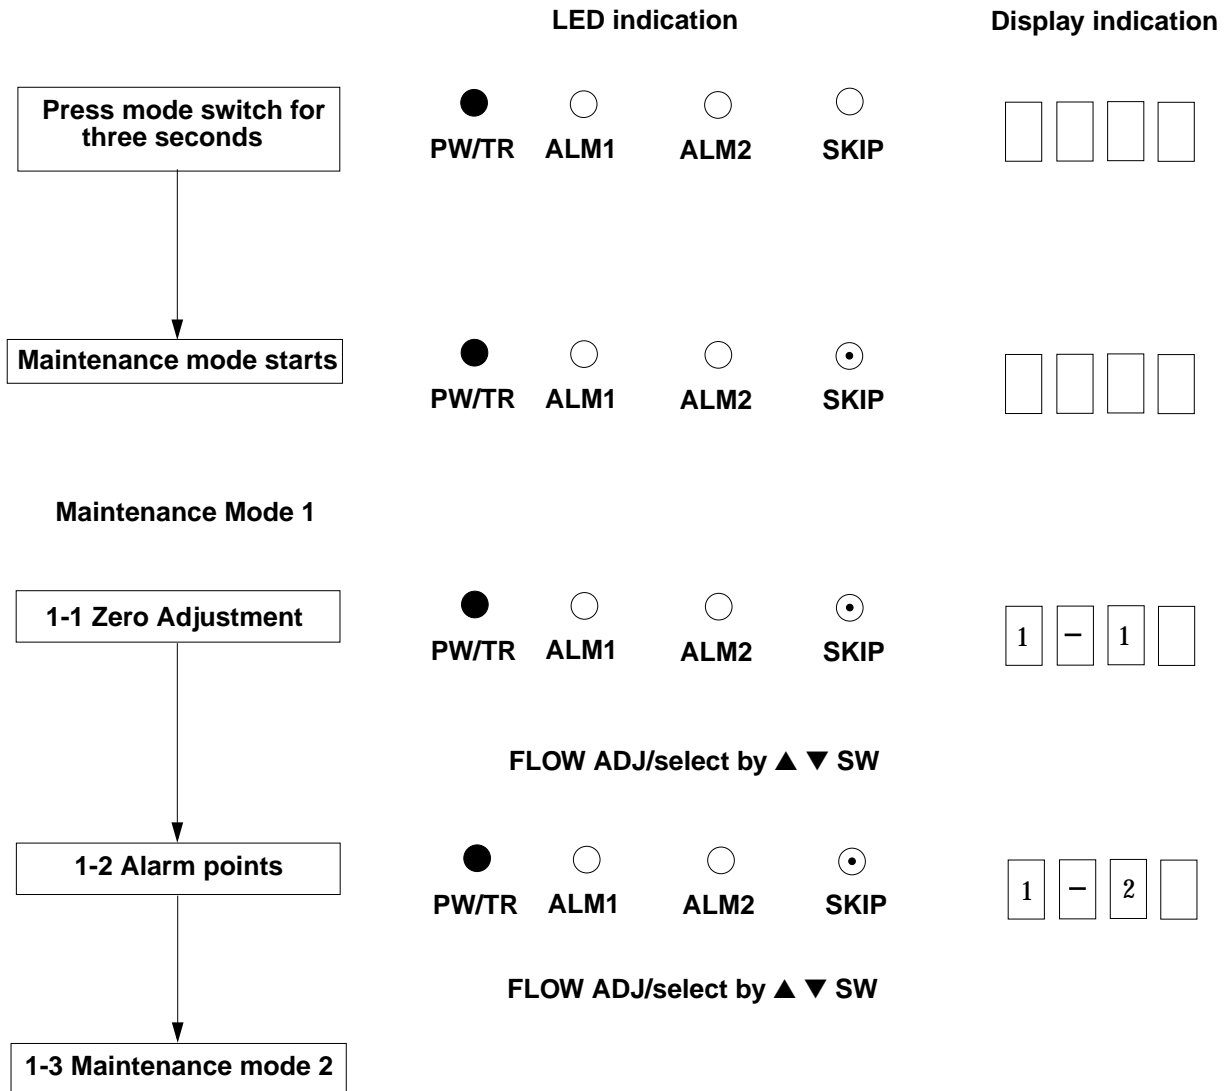 LED indication Display indication
Press mode switch for
three seconds
PW/TR ALM1 ALM2 SKIP
Maintenance mode starts
PW/TR ALM1 ALM2 SKIP
Maintenance Mode 1
1-1 Zero Adjustment
PW/TR ALM1 ALM2 SKIP
1 – 1
FLOW ADJ/select by ▲ ▼ SW
1-2 Alarm points
PW/TR ALM1 ALM2 SKIP
1 – 2
FLOW ADJ/select by ▲ ▼ SW
1-3 Maintenance mode 2